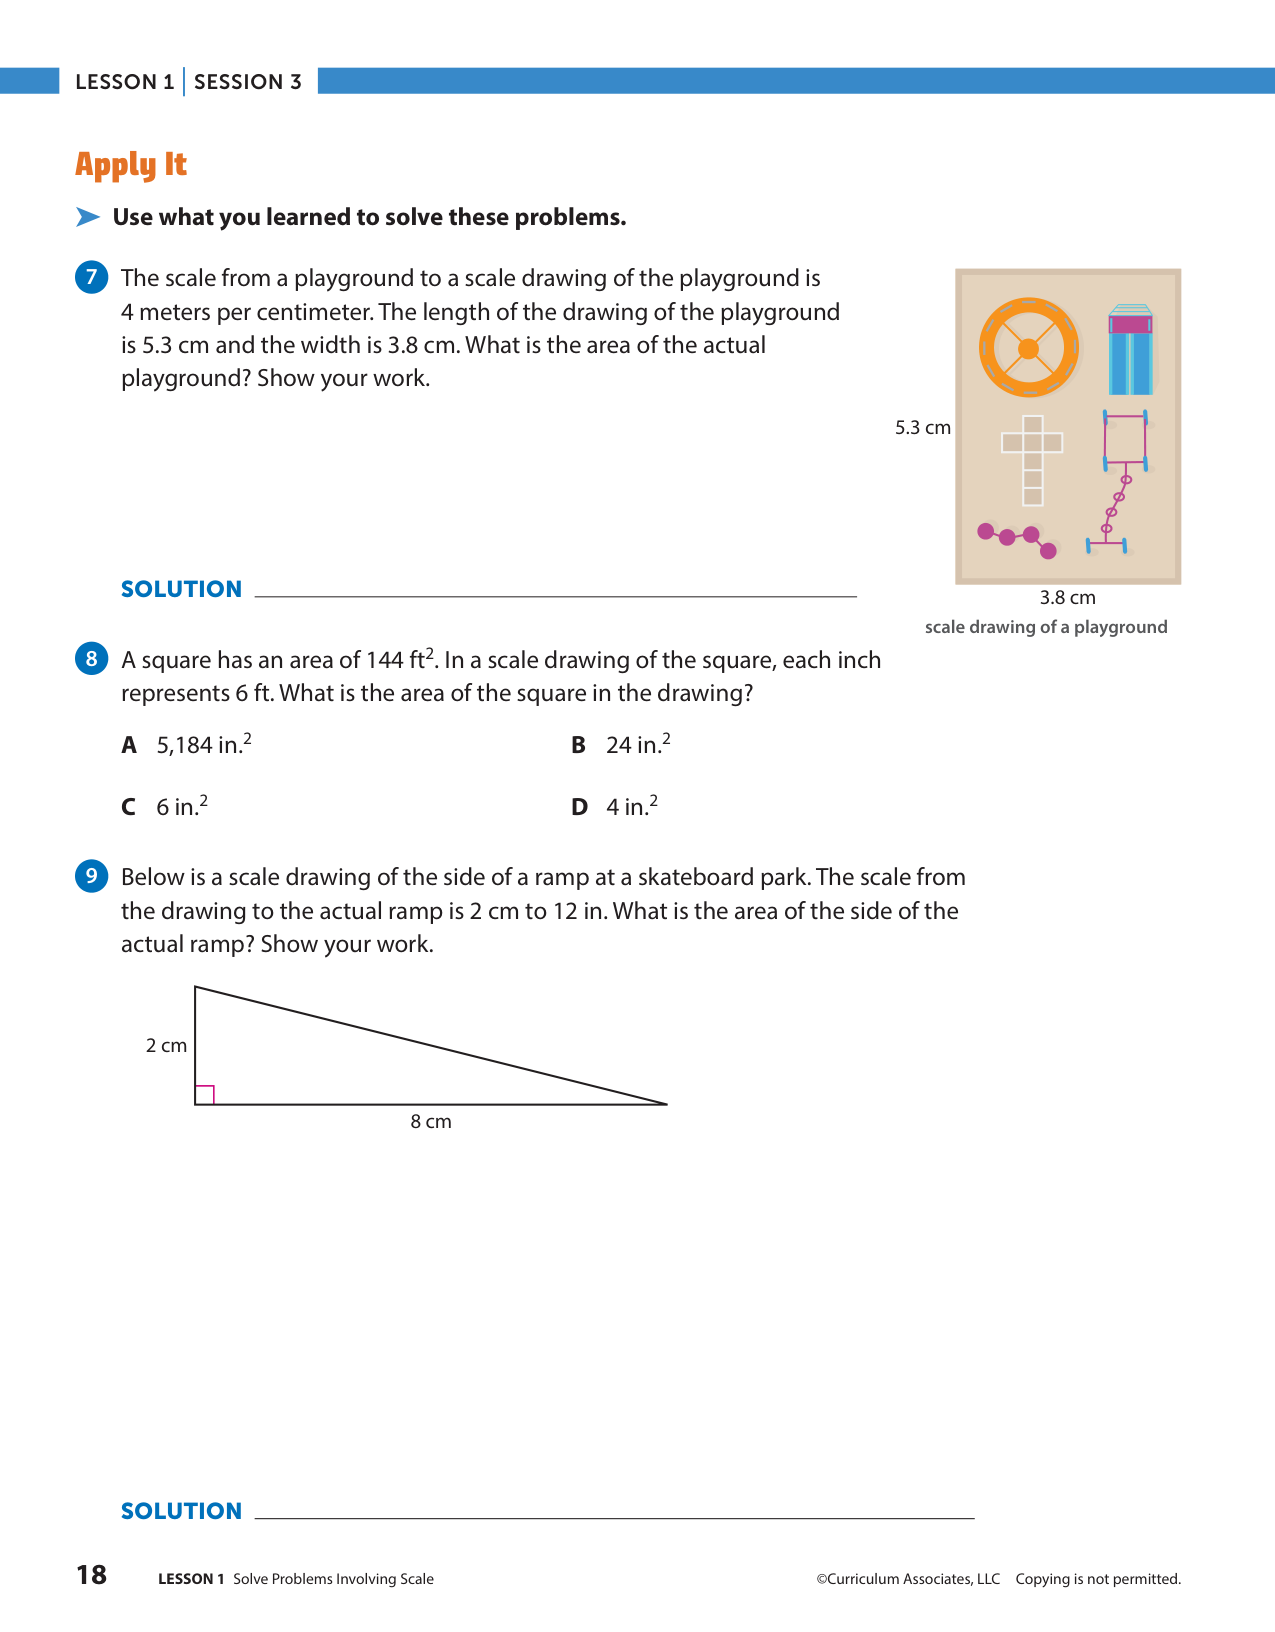 LESSON 1 | SESSION 3
Apply It
Use what you learned to solve these problems.
7 The scale from a playground to a scale drawing of the playground is
4 meters per centimeter. The length of the drawing of the playground
is 5.3 cm and the width is 3.8 cm. What is the area of the actual
playground? Show your work.
5.3 cm
3.8 cm
scale drawing of a playground
SOLUTION
8 A square has an area of 144 ft². In a scale drawing of the square, each inch
represents 6 ft. What is the area of the square in the drawing?
A 5,184 in.² B 24 in.²
C 6 in.² D 4 in.²
9 Below is a scale drawing of the side of a ramp at a skateboard park. The scale from
the drawing to the actual ramp is 2 cm to 12 in. What is the area of the side of the
actual ramp? Show your work.
2 cm
8 cm
SOLUTION
18 LESSON 1 Solve Problems Involving Scale ©Curriculum Associates, LLC Copying is not permitted.